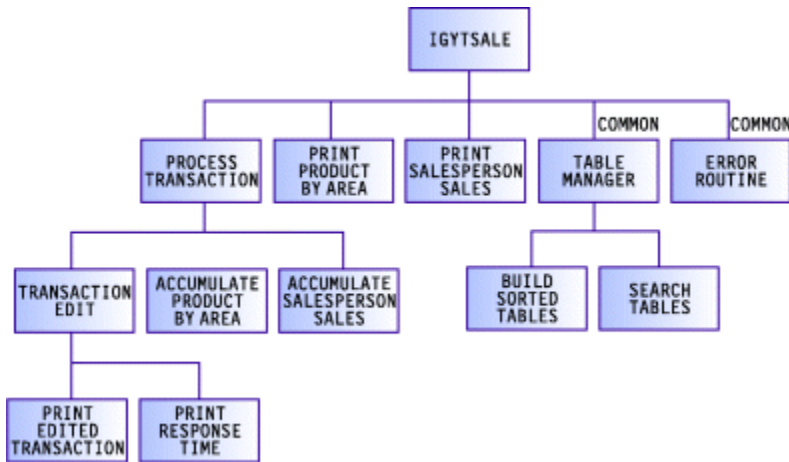 IGYTSALE
COMMON
COMMON
PROCESS
TRANSACTION
PRINT
PRODUCT
BY AREA
PRINT
SALESPERSON
SALES
TABLE
MANAGER
ERROR
ROUTINE
TRANSACTION
EDIT
ACCUMULATE
PRODUCT
BY AREA
ACCUMULATE
SALESPERSON
SALES
BUILD
SORTED
TABLES
SEARCH
TABLES
PRINT
EDITED
TRANSACTION
PRINT
RESPONSE
TIME